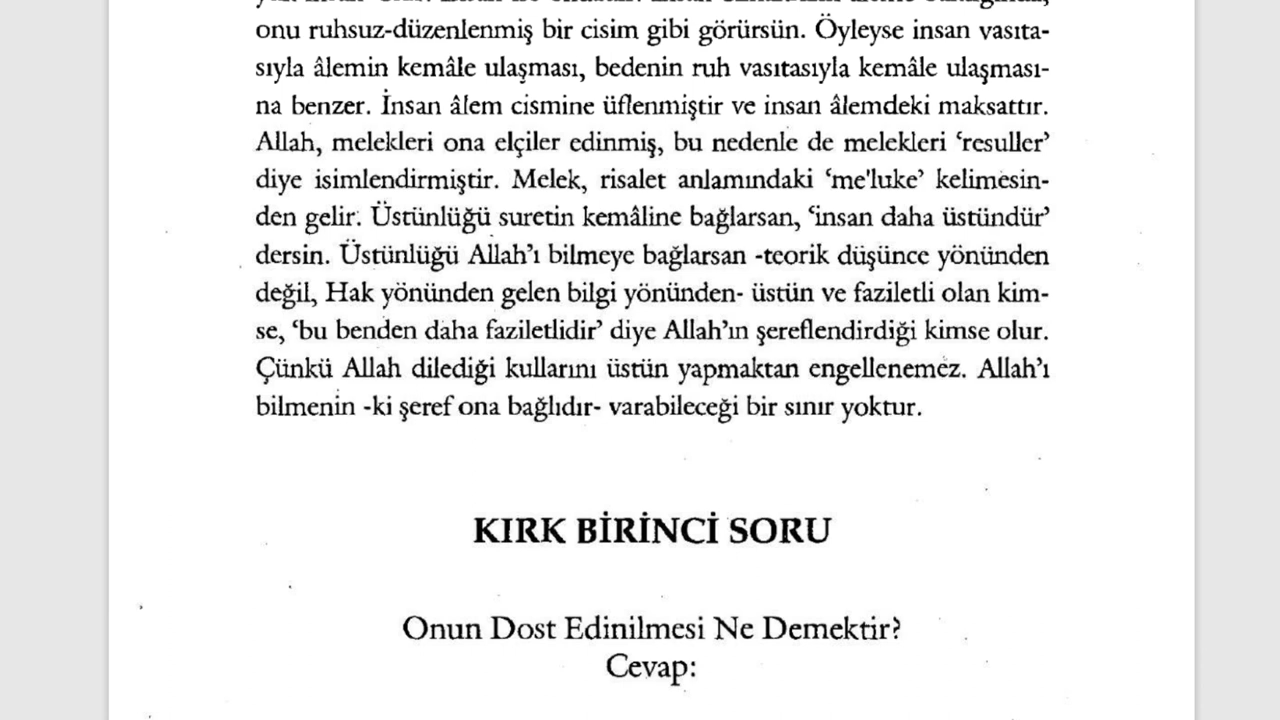 onu ruhsuz-düzenlenmiş bir cisim gibi görürsün. Öyleyse insan vasıta-
sıyla âlemin kemâle ulaşması, bedenin ruh vasıtasıyla kemâle ulaşması-
na benzer. İnsan âlem cismine üflenmiştir ve insan âlemdeki maksattır.
Allah, melekleri ona elçiler edinmiş, bu nedenle de melekleri ‘resuller’
diye isimlendirmiştir. Melek, risalet anlamındaki ‘me'luke’ kelimesin-
den gelir. Üstünlüğü suretin kemâline bağlarsan, ‘insan daha üstündür’
dersin. Üstünlüğü Allah’ı bilmeye bağlarsan -teorik düşünce yönünden
değil, Hak yönünden gelen bilgi yönünden- üstün ve faziletli olan kim-
se, ‘bu benden daha faziletlidir’ diye Allah’ın şereflendirdiği kimse olur.
Çünkü Allah dilediği kullarını üstün yapmaktan engellenemez. Allah’ı
bilmenin -ki şeref ona bağlıdır- varabileceği bir sınır yoktur.
KIRK BİRİNCİ SORU
Onun Dost Edinilmesi Ne Demektir?
Cevap: